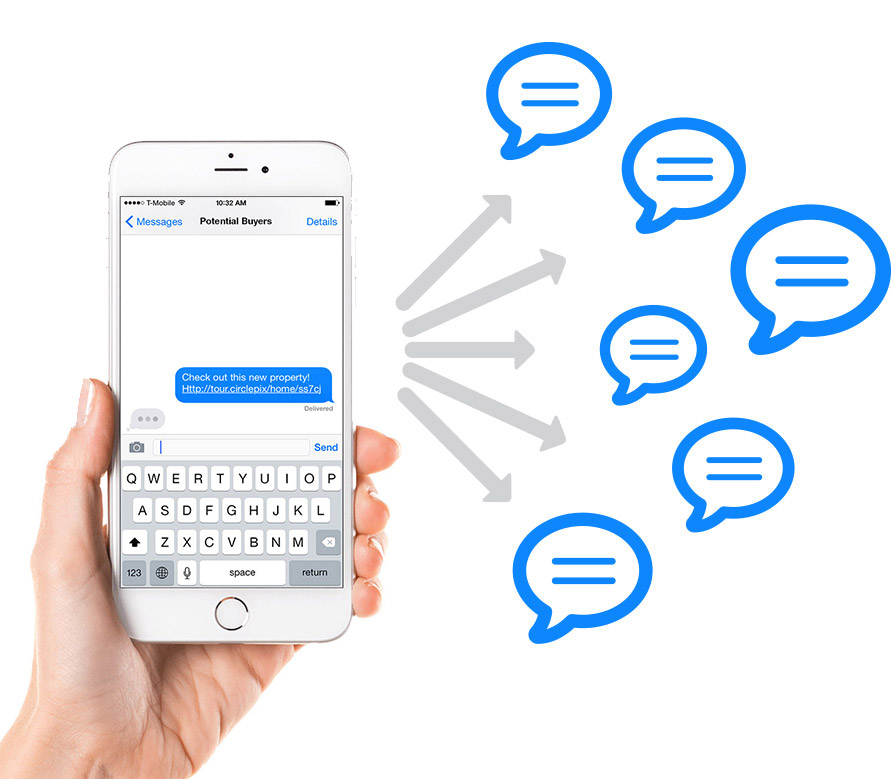 T-Mobile 10:32 AM
Messages Potential Buyers Details
Check out this new property!
Http://tour.circlepix/home/ss7cj
Delivered
Send
Q W E R T Y U I O P
A S D F G H J K L
Z X C V B N M
123 space return